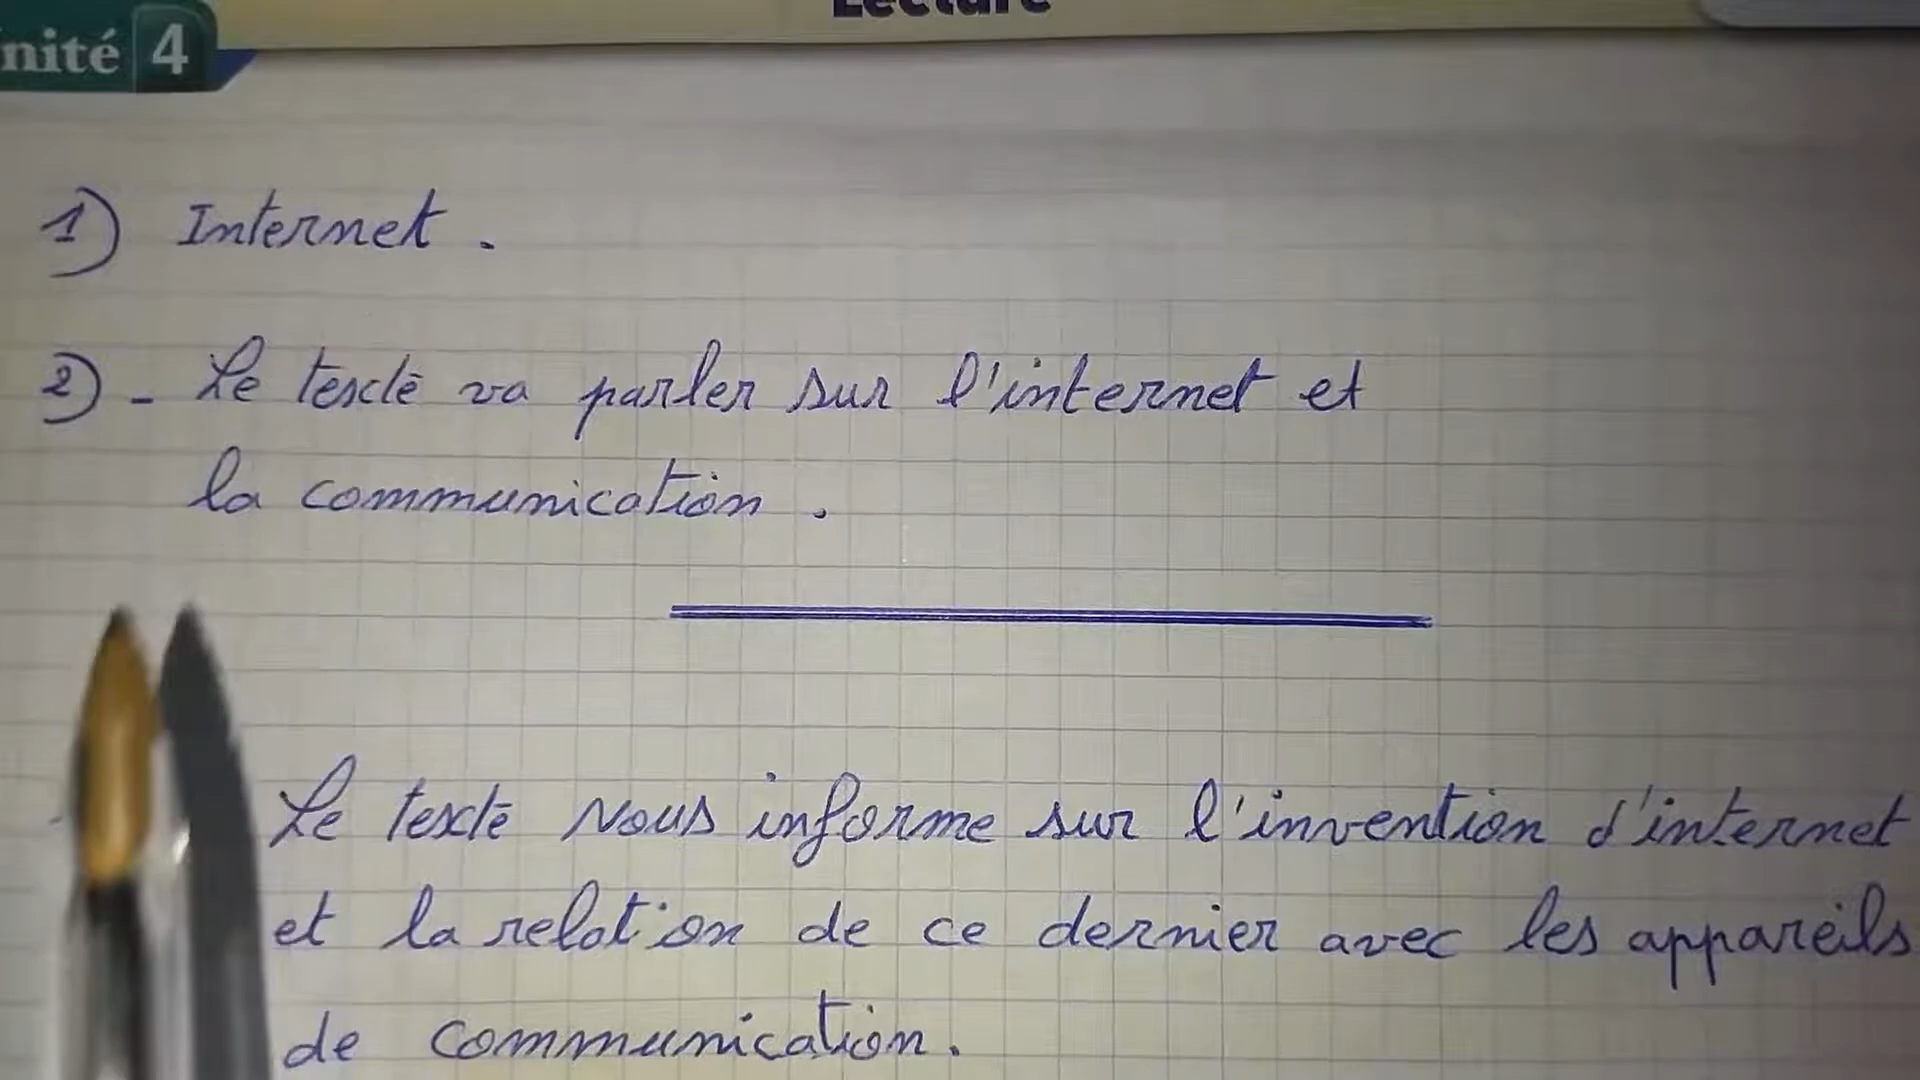 Lecture
nité 4
1) Internet.
2) - Le texte va parler sur l'internet et
la communication.
Le texte nous informe sur l'invention d'internet
et la relation de ce dernier avec les appareils
de communication.